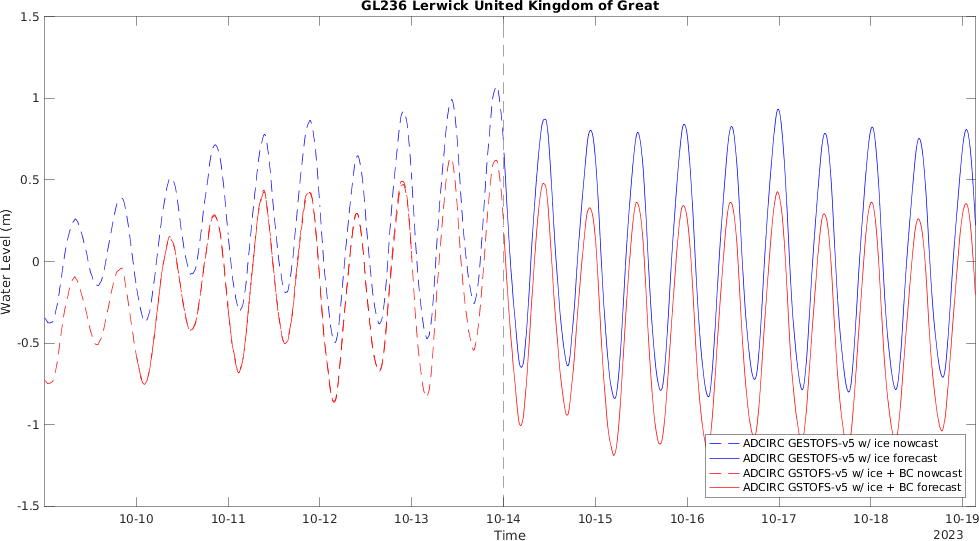 GL236 Lerwick United Kingdom of Great
1.5
1
0.5
0
-0.5
-1
-1.5
Water Level (m)
10-10
10-11
10-12
10-13
10-14
10-15
10-16
10-17
10-18
10-19
Time
2023
ADCIRC GESTOFS-v5 w/ ice nowcast
ADCIRC GESTOFS-v5 w/ ice forecast
ADCIRC GSTOFS-v5 w/ ice + BC nowcast
ADCIRC GSTOFS-v5 w/ ice + BC forecast